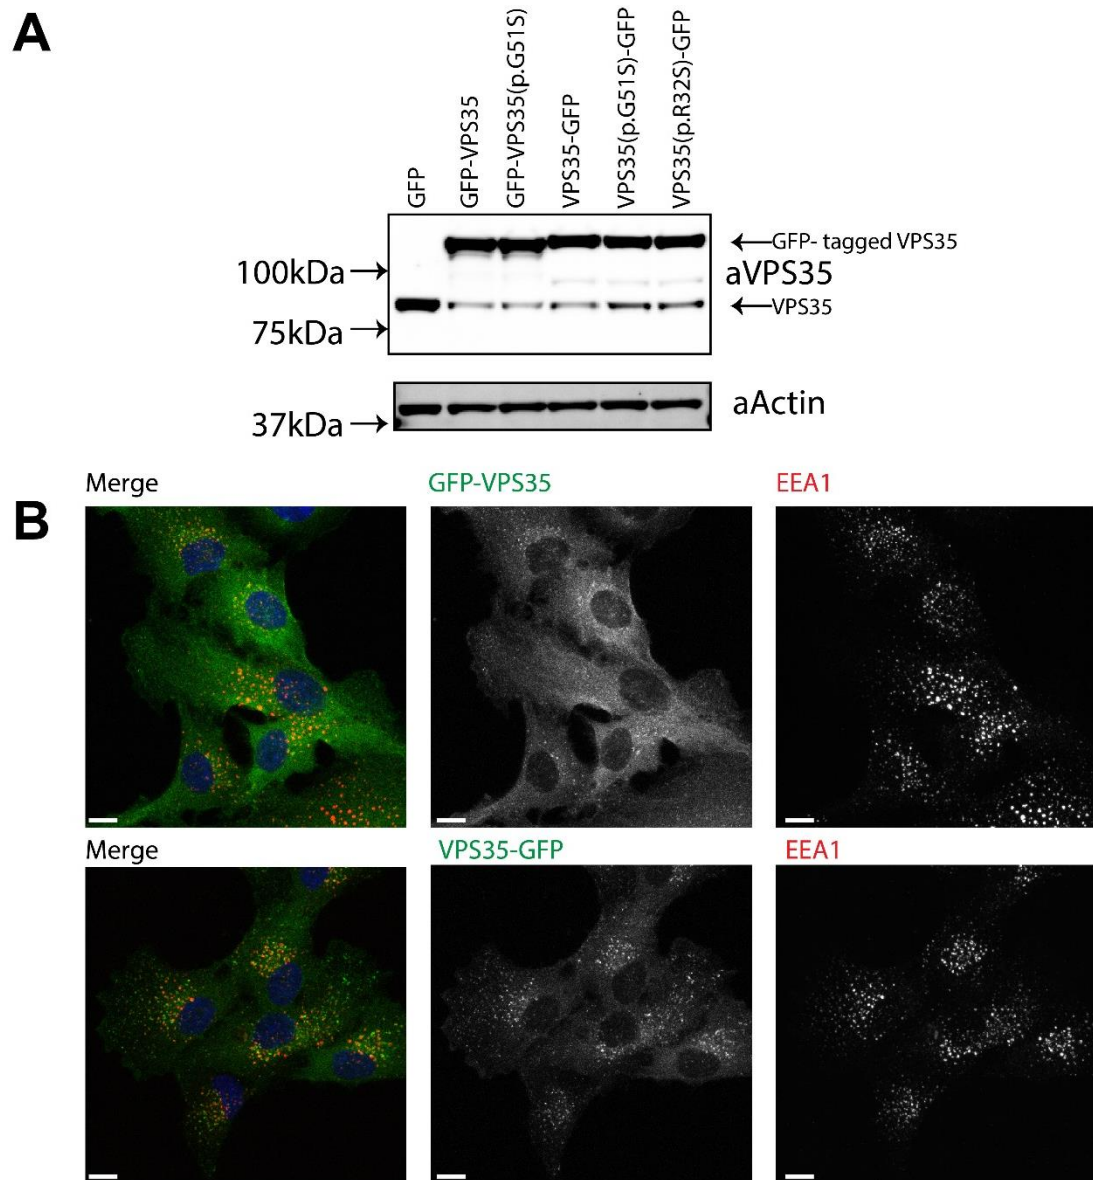 A
GFP
GFP-VPS35
GFP-VPS35(p.G51S)
VPS35-GFP
VPS35(p.G51S)-GFP
VPS35(p.R32S)-GFP
GFP- tagged VPS35
100kDa
aVPS35
VPS35
75kDa
aActin
37kDa
B
Merge
GFP-VPS35
EEA1
Merge
VPS35-GFP
EEA1